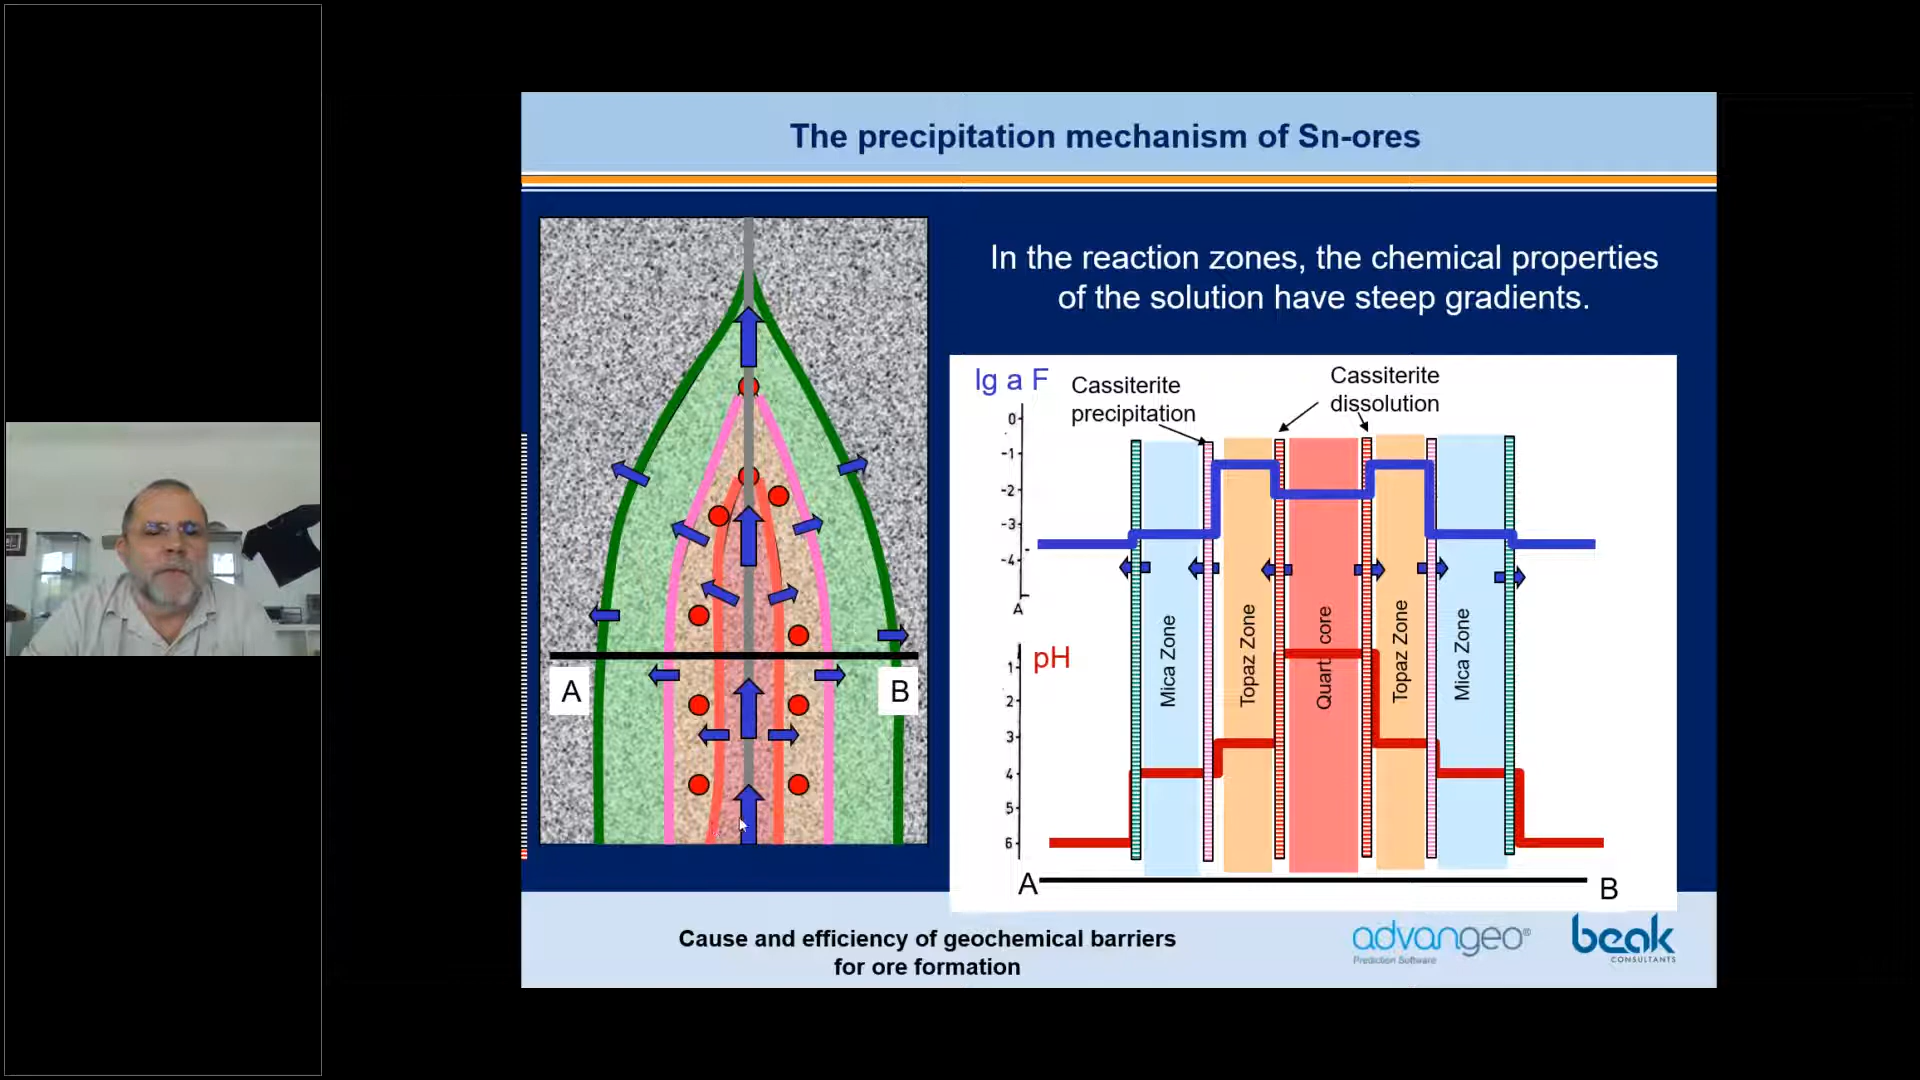 The precipitation mechanism of Sn-ores
In the reaction zones, the chemical properties
of the solution have steep gradients.
A
B
lg a F
Cassiterite
precipitation
Cassiterite
dissolution
0
-1
-2
-3
-4
A
pH
1
2
3
4
5
6
Mica Zone
Topaz Zone
Quart core
Topaz Zone
Mica Zone
A
B
Cause and efficiency of geochemical barriers
for ore formation
advangeo®
Prediction Software
beak
CONSULTANTS